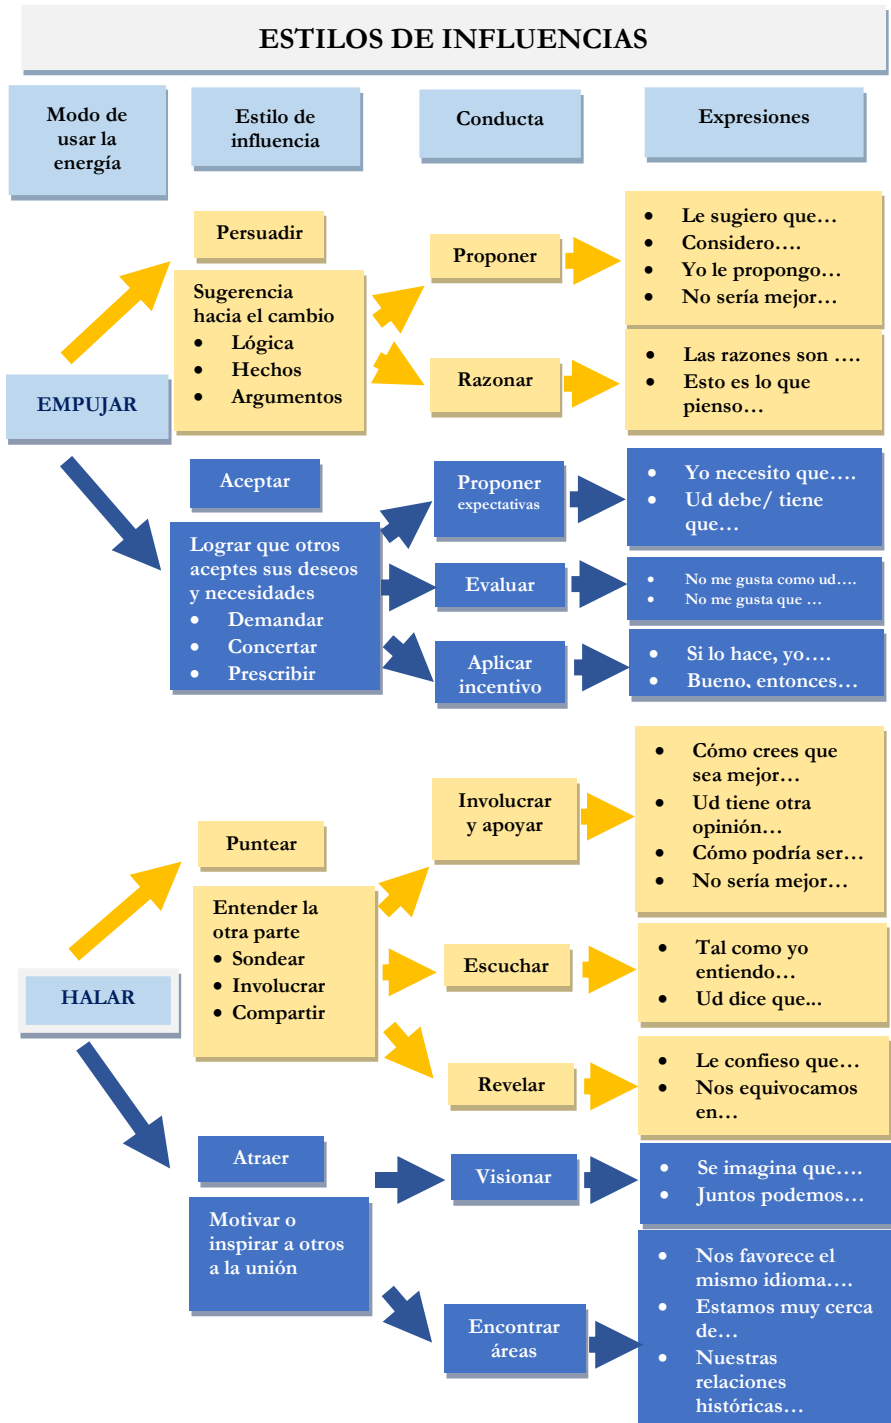 ESTILOS DE INFLUENCIAS
Modo de
usar la
energía
Estilo de
influencia
Conducta
Expresiones
EMPUJAR
Persuadir
Sugerencia
hacia el cambio
• Lógica
• Hechos
• Argumentos
Proponer
• Le sugiero que…
• Considero….
• Yo le propongo…
• No sería mejor…
Razonar
• Las razones son ….
• Esto es lo que
pienso…
Aceptar
Lograr que otros
aceptes sus deseos
y necesidades
• Demandar
• Concertar
• Prescribir
Proponer
expectativas
• Yo necesito que….
• Ud debe/ tiene
que…
Evaluar
• No me gusta como ud….
• No me gusta que …
Aplicar
incentivo
• Si lo hace, yo….
• Bueno, entonces…
HALAR
Puntear
Entender la
otra parte
• Sondear
• Involucrar
• Compartir
Involucrar
y apoyar
• Cómo crees que
sea mejor…
• Ud tiene otra
opinión…
• Cómo podría ser…
• No sería mejor…
Escuchar
• Tal como yo
entiendo…
• Ud dice que...
Revelar
• Le confieso que…
• Nos equivocamos
en…
Atraer
Motivar o
inspirar a otros
a la unión
Visionar
• Se imagina que….
• Juntos podemos…
Encontrar
áreas
• Nos favorece el
mismo idioma….
• Estamos muy cerca
de…
• Nuestras
relaciones
históricas…